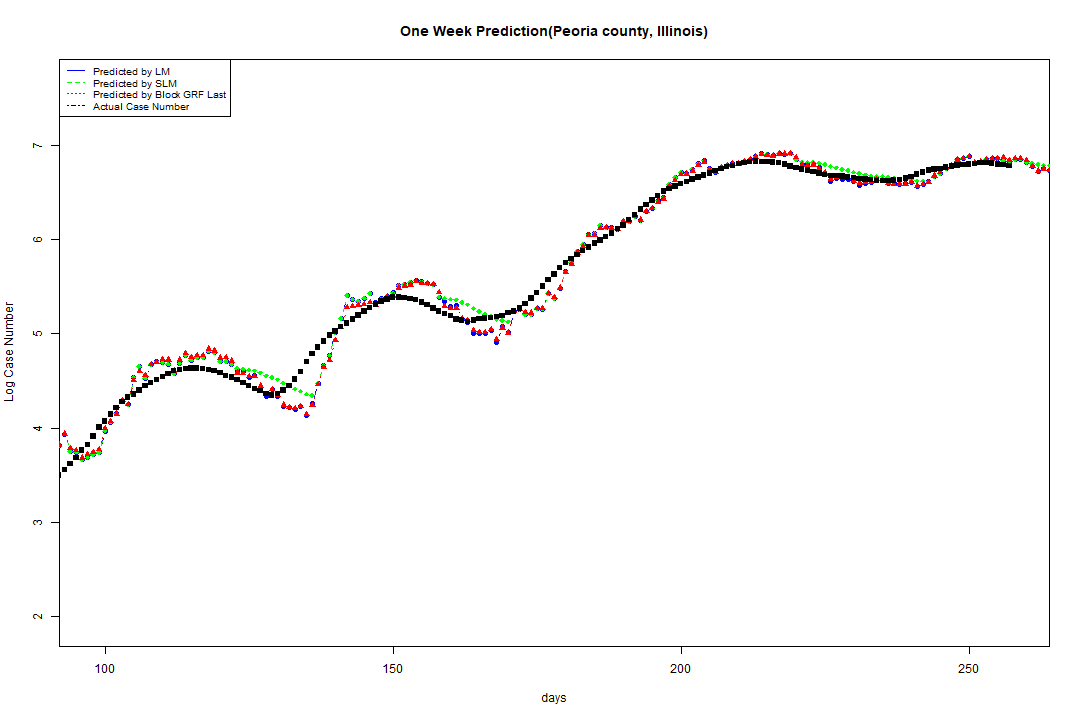 One Week Prediction(Peoria county, Illinois)
Predicted by LM
Predicted by SLM
Predicted by Block GRF Last
Actual Case Number
7
6
5
4
3
2
Log Case Number
100 150 200 250
days